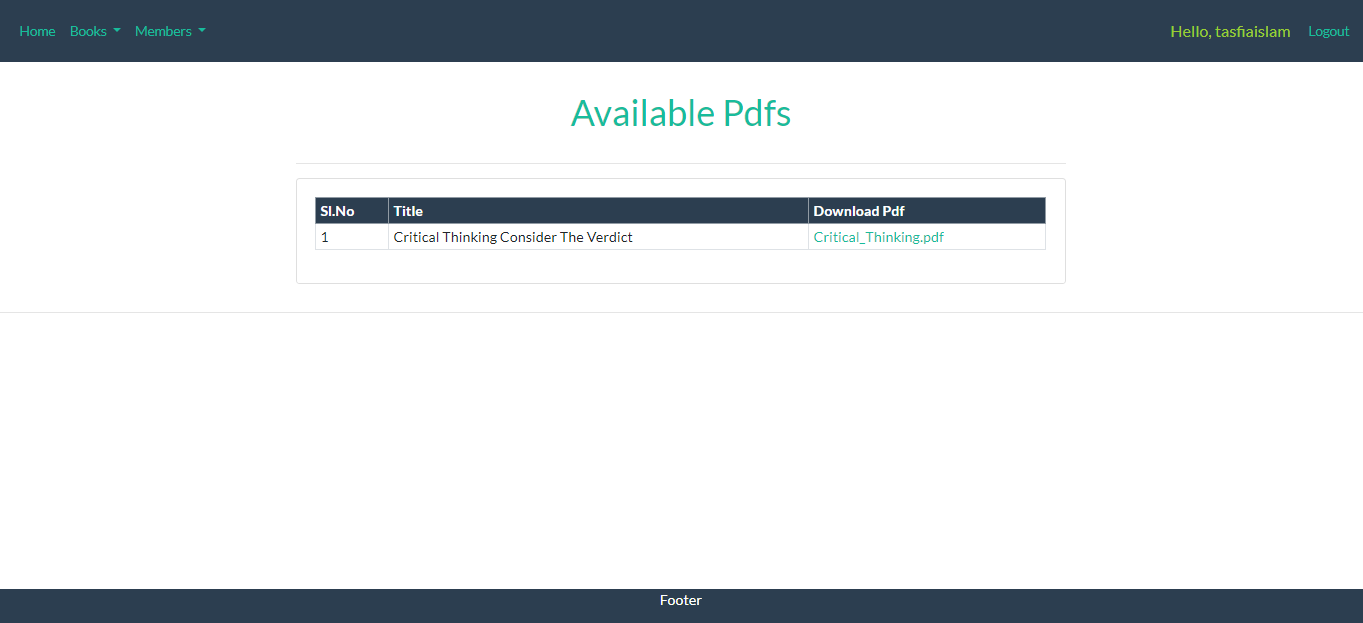 Home Books Members Hello, tasfiaislam Logout
Available Pdfs
Sl.No Title Download Pdf
1 Critical Thinking Consider The Verdict Critical_Thinking.pdf
Footer